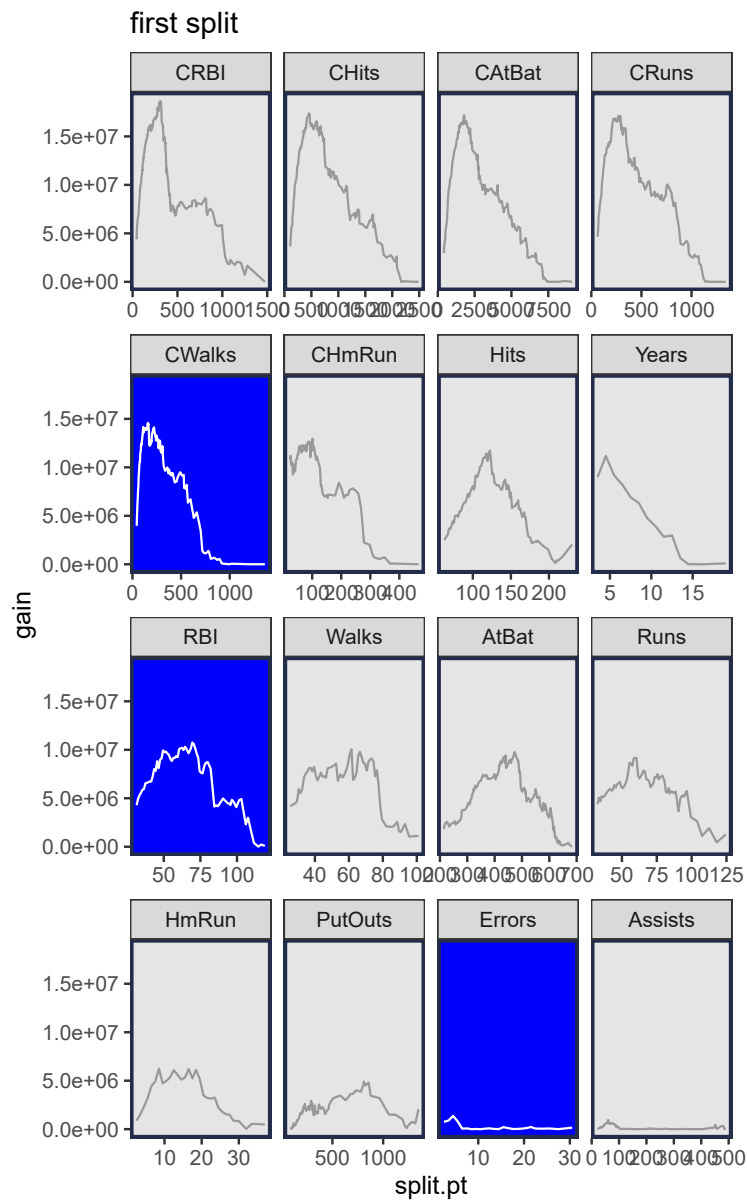 first split
CRBI CHits CAtBat CRuns
1.5e+07
1.0e+07
5.0e+06
0.0e+00
0 500 1000 1500 0 500 1000 1500 2000 2500 0 2500 5000 7500 0 500 1000
CWalks CHmRun Hits Years
1.5e+07
1.0e+07
5.0e+06
0.0e+00
0 500 1000 100 200 300 400 100 150 200 5 10 15
gain
RBI Walks AtBat Runs
1.5e+07
1.0e+07
5.0e+06
0.0e+00
50 75 100 40 60 80 100 200 300 400 500 600 700 50 75 100 125
HmRun PutOuts Errors Assists
1.5e+07
1.0e+07
5.0e+06
0.0e+00
10 20 30 500 1000 10 20 30 0 100 200 300 400 500
split.pt